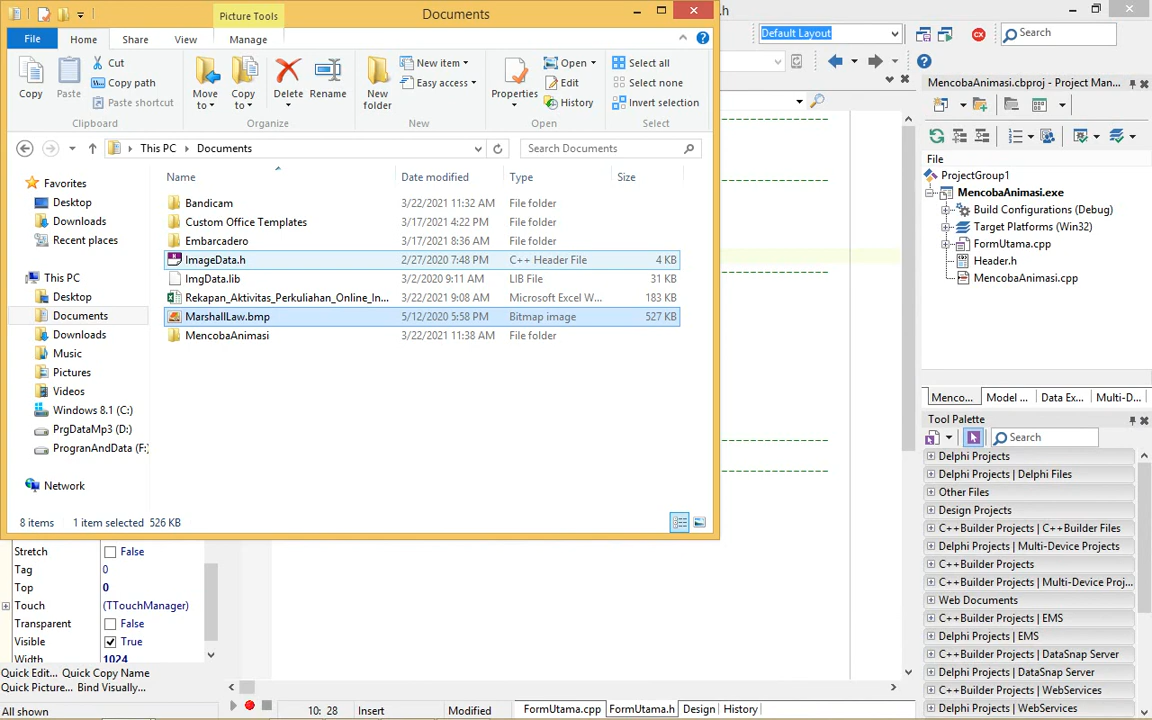 Picture Tools
Documents
.h
Default Layout
Search
File
Home
Share
View
Manage
Copy
Paste
Cut
Copy path
Paste shortcut
Clipboard
Move to
Copy to
Delete
Rename
Organize
New folder
New item
Easy access
New
Properties
Open
Edit
History
Open
Select all
Select none
Invert selection
Select
This PC
Documents
Search Documents
Favorites
Desktop
Downloads
Recent places
This PC
Desktop
Documents
Downloads
Music
Pictures
Videos
Windows 8.1 (C:)
PrgDataMp3 (D:)
ProgranAndData (F:)
Network
Name Date modified Type Size
Bandicam 3/22/2021 11:32 AM File folder
Custom Office Templates 3/17/2021 4:22 PM File folder
Embarcadero 3/17/2021 8:36 AM File folder
ImageData.h 2/27/2020 7:48 PM C++ Header File 4 KB
ImgData.lib 3/2/2020 9:11 AM LIB File 31 KB
Rekapan_Aktivitas_Perkuliahan_Online_In... 3/22/2021 9:08 AM Microsoft Excel W... 183 KB
MarshallLaw.bmp 5/12/2020 5:58 PM Bitmap image 527 KB
MencobaAnimasi 3/22/2021 11:38 AM File folder
8 items 1 item selected 526 KB
Stretch False
Tag 0
Top 0
Touch (TTouchManager)
Transparent False
Visible True
Width 1024
Quick Edit... Quick Copy Name
Quick Picture... Bind Visually...
All shown
10: 28 Insert Modified
FormUtama.cpp FormUtama.h Design History
MencobaAnimasi.cbproj - Project Man...
File
ProjectGroup1
MencobaAnimasi.exe
Build Configurations (Debug)
Target Platforms (Win32)
FormUtama.cpp
Header.h
MencobaAnimasi.cpp
Menco... Model ... Data Ex... Multi-D...
Tool Palette
Search
Delphi Projects
Delphi Projects | Delphi Files
Other Files
Design Projects
C++Builder Projects | C++Builder Files
Delphi Projects | Multi-Device Projects
C++Builder Projects
C++Builder Projects | Multi-Device Proj...
Web Documents
C++Builder Projects | EMS
Delphi Projects | EMS
C++Builder Projects | DataSnap Server
Delphi Projects | DataSnap Server
C++Builder Projects | WebServices
Delphi Projects | WebServices